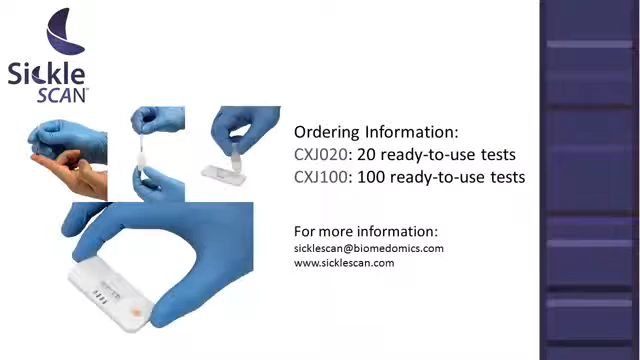 Sickle
SCAN™
Ordering Information:
CXJ020: 20 ready-to-use tests
CXJ100: 100 ready-to-use tests
For more information:
sicklescan@biomedomics.com
www.sicklescan.com